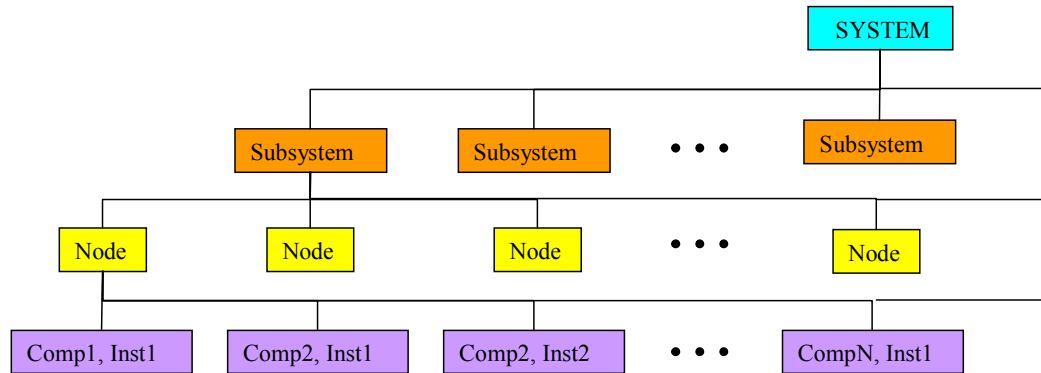 SYSTEM
Subsystem
Subsystem
• • •
Subsystem
Node
Node
Node
• • •
Node
Comp1, Inst1
Comp2, Inst1
Comp2, Inst2
• • •
CompN, Inst1